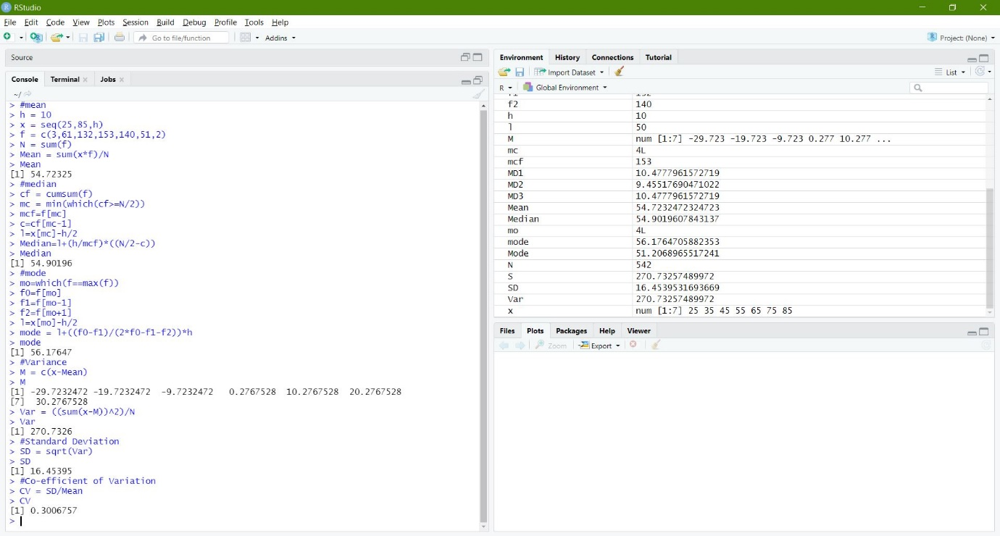 RStudio
File Edit Code View Plots Session Build Debug Profile Tools Help
Go to file/function Addins Project: (None)
Source
Console Terminal Jobs
~/
> #mean
> h = 10
> x = seq(25,85,h)
> f = c(3,61,132,153,140,51,2)
> N = sum(f)
> Mean = sum(x*f)/N
> Mean
[1] 54.72325
> #median
> cf = cumsum(f)
> mc = min(which(cf>=N/2))
> mcf=f[mc]
> c=cf[mc-1]
> l=x[mc]-h/2
> Median=l+(h/mcf)*((N/2-c))
> Median
[1] 54.90196
> #mode
> mo=which(f==max(f))
> f0=f[mo]
> f1=f[mo-1]
> f2=f[mo+1]
> l=x[mo]-h/2
> mode = l+((f0-f1)/(2*f0-f1-f2))*h
> mode
[1] 56.17647
> #Variance
> M = c(x-Mean)
> M
[1] -29.7232472 -19.7232472 -9.7232472 0.2767528 10.2767528 20.2767528
[7] 30.2767528
> Var = ((sum(x-M))^2)/N
> Var
[1] 270.7326
> #Standard Deviation
> SD = sqrt(Var)
> SD
[1] 16.45395
> #Co-efficient of Variation
> CV = SD/Mean
> CV
[1] 0.3006757
>
Environment History Connections Tutorial
Import Dataset List
R Global Environment
f2 140
h 10
l 50
M num [1:7] -29.723 -19.723 -9.723 0.277 10.277 ...
mc 4L
mcf 153
MD1 10.4777961572719
MD2 9.45517690471022
MD3 10.4777961572719
Mean 54.7232472324723
Median 54.9019607843137
mo 4L
mode 56.1764705882353
Mode 51.2068965517241
N 542
S 270.73257489972
SD 16.4539531693669
Var 270.73257489972
x num [1:7] 25 35 45 55 65 75 85
Files Plots Packages Help Viewer
Zoom Export